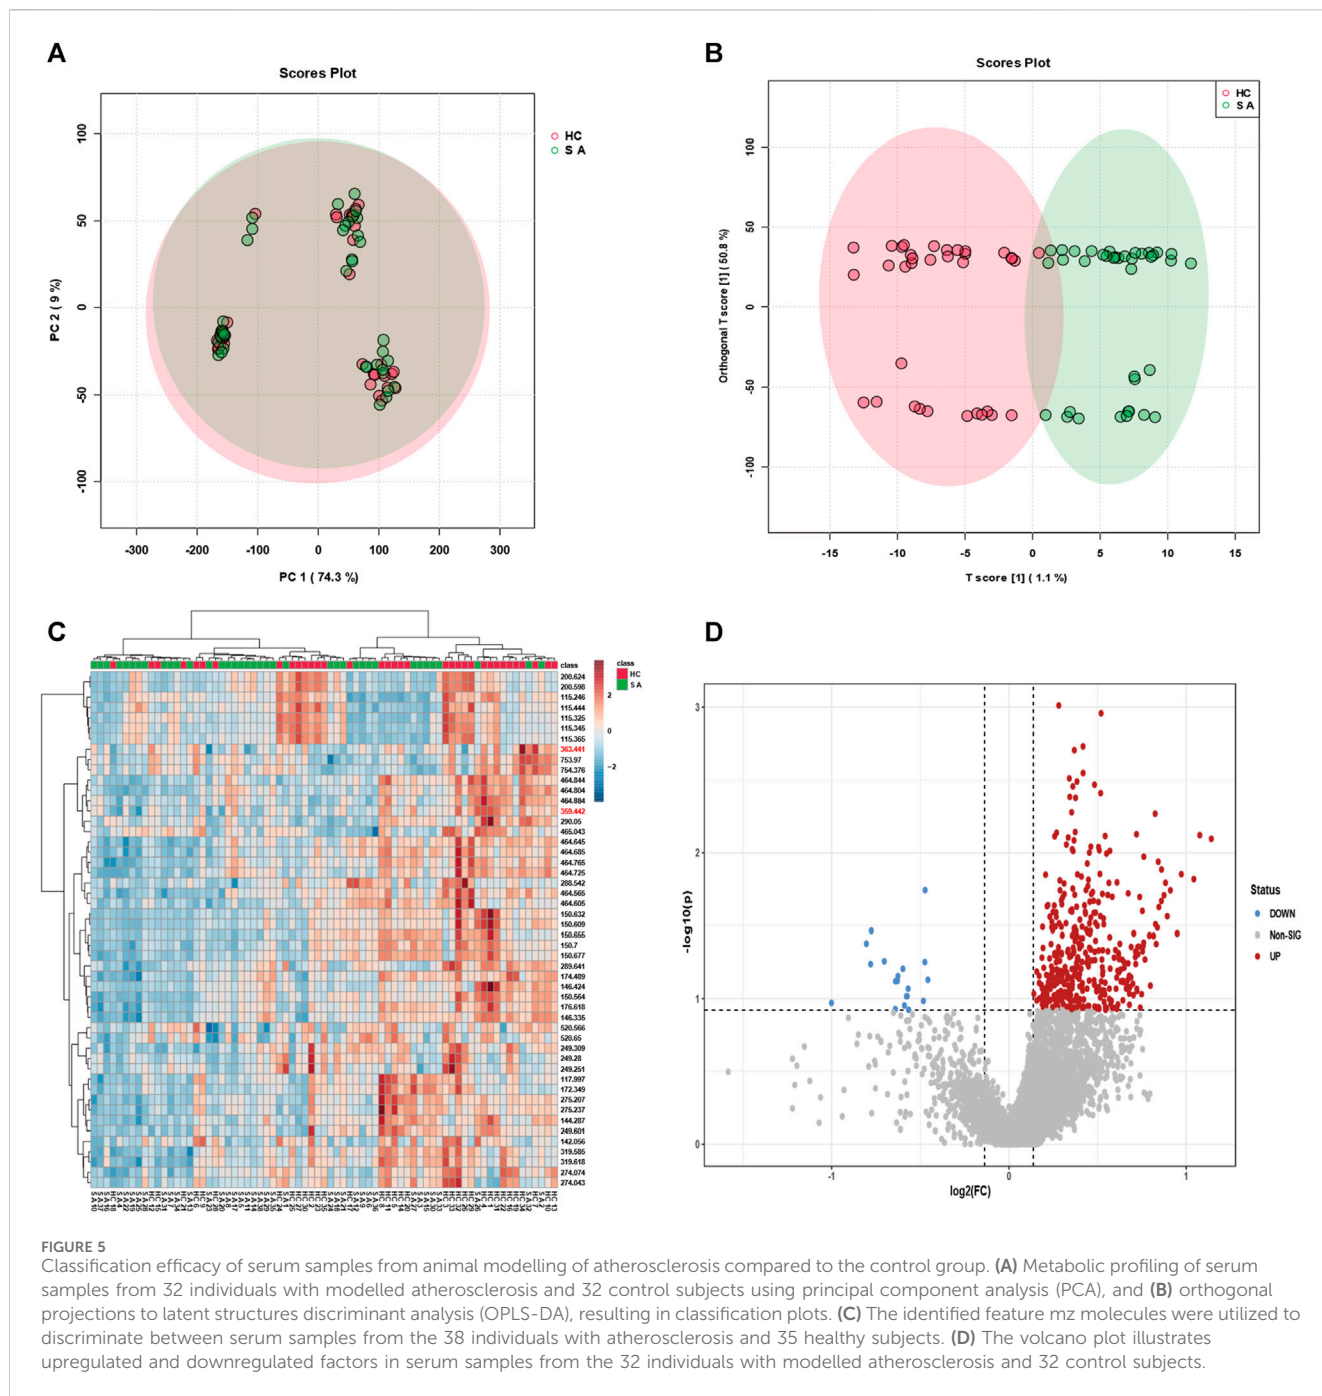 A
Scores Plot
100
50
0
-50
-100
PC 2 ( 9 %)
-300
-200
-100
0
100
200
300
PC 1 ( 74.3 %)
HC
S A
B
Scores Plot
HC
S A
100
50
0
-50
-100
Orthogonal T score [1] ( 50.8 %)
-15
-10
-5
0
5
10
15
T score [1] ( 1.1 %)
C
class
200.624
200.598
115.246
115.444
115.325
115.345
115.365
363.441
753.97
754.376
464.844
464.804
464.884
359.442
290.05
465.043
464.645
464.685
464.765
464.725
288.542
464.565
464.605
150.632
150.609
150.655
150.7
150.677
289.641
174.489
146.424
150.564
176.618
146.335
520.566
520.65
249.309
249.28
249.251
117.997
172.349
275.207
275.237
144.287
249.601
142.056
319.585
319.618
274.074
274.043
class
HC
S A
2
0
-2
D
3
2
1
0
-log10(p)
-1
0
1
log2(FC)
Status
DOWN
Non-SIG
UP
FIGURE 5
Classification efficacy of serum samples from animal modelling of atherosclerosis compared to the control group. (A) Metabolic profiling of serum
samples from 32 individuals with modelled atherosclerosis and 32 control subjects using principal component analysis (PCA), and (B) orthogonal
projections to latent structures discriminant analysis (OPLS-DA), resulting in classification plots. (C) The identified feature mz molecules were utilized to
discriminate between serum samples from the 38 individuals with atherosclerosis and 35 healthy subjects. (D) The volcano plot illustrates
upregulated and downregulated factors in serum samples from the 32 individuals with modelled atherosclerosis and 32 control subjects.